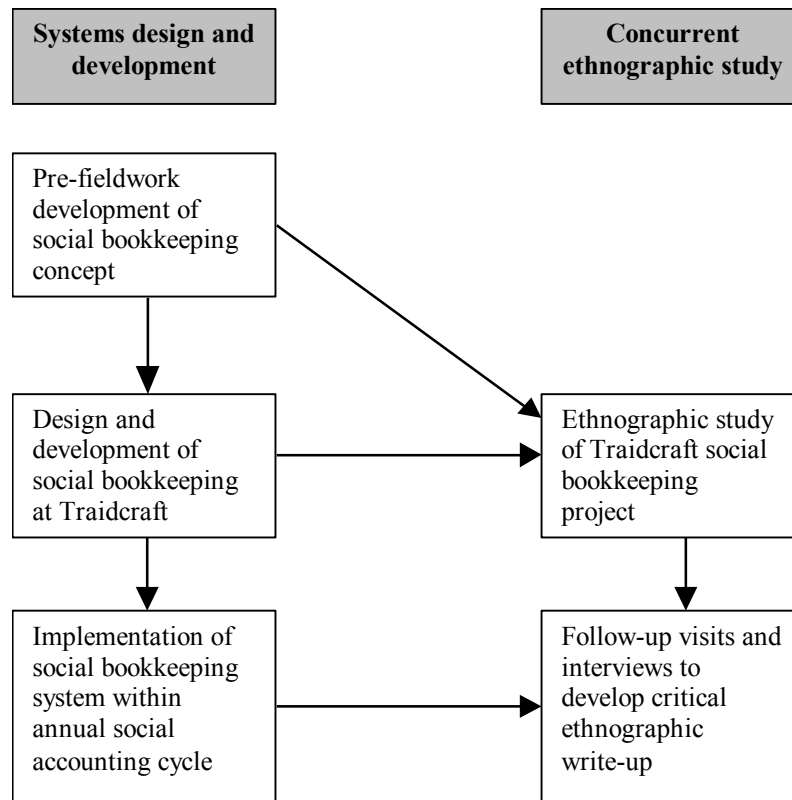 Systems design and
development
Concurrent
ethnographic study
Pre-fieldwork
development of
social bookkeeping
concept
Design and
development of
social bookkeeping
at Traidcraft
Ethnographic study
of Traidcraft social
bookkeeping
project
Implementation of
social bookkeeping
system within
annual social
accounting cycle
Follow-up visits and
interviews to
develop critical
ethnographic
write-up